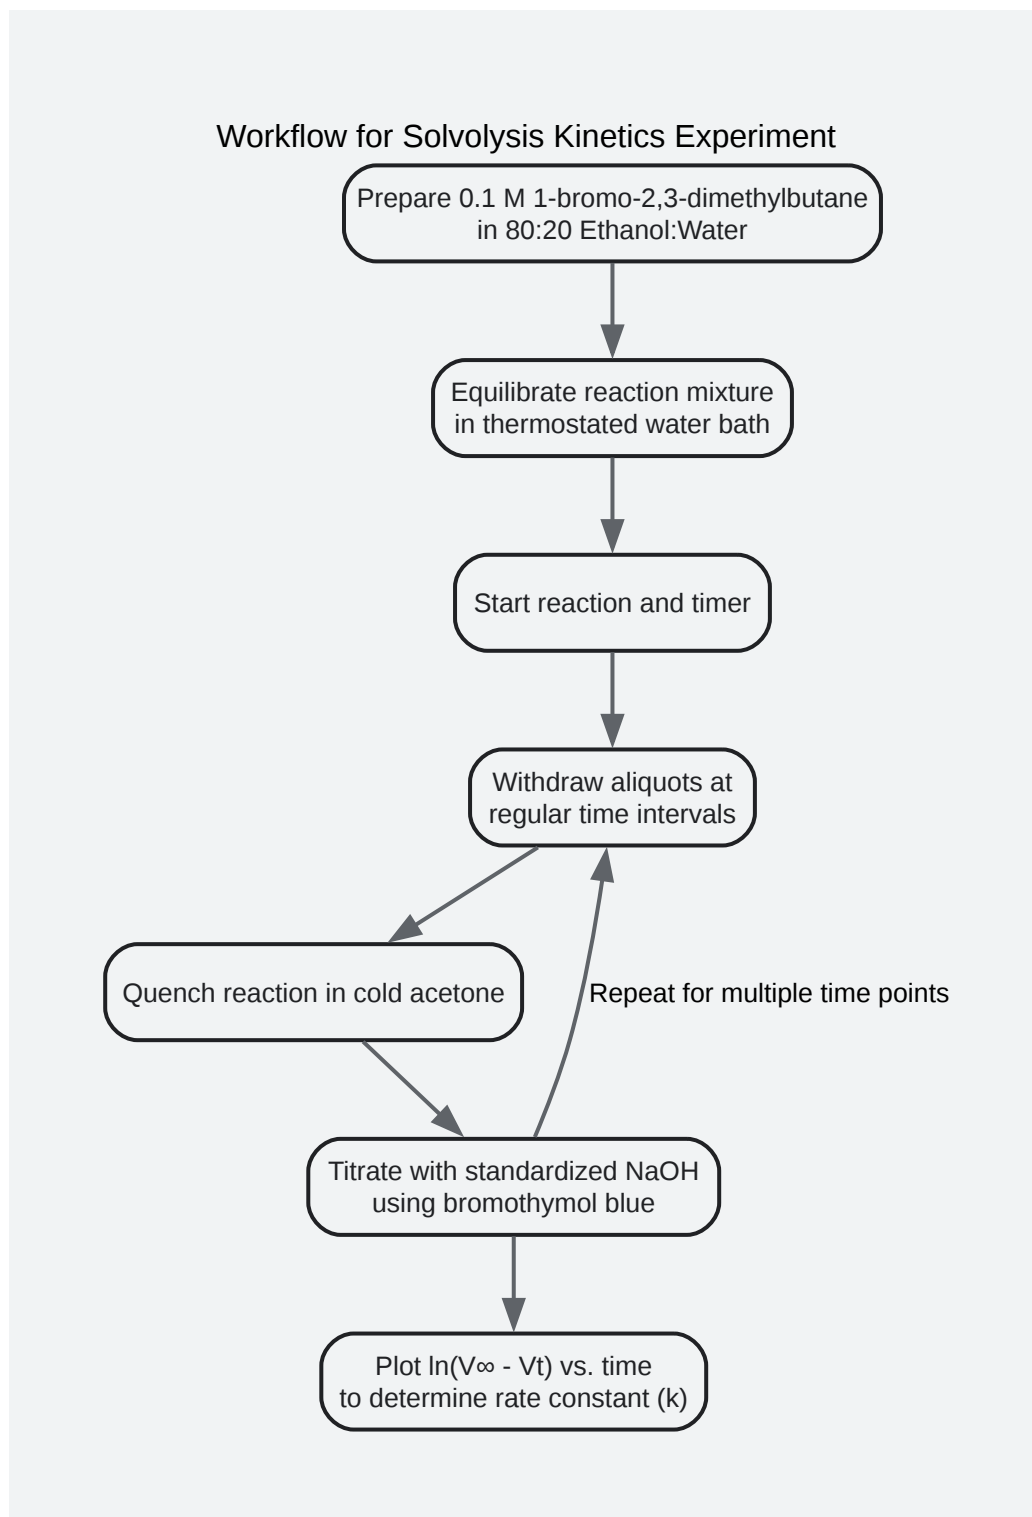 Workflow for Solvolysis Kinetics Experiment
Prepare 0.1 M 1-bromo-2,3-dimethylbutane
in 80:20 Ethanol:Water
Equilibrate reaction mixture
in thermostated water bath
Start reaction and timer
Withdraw aliquots at
regular time intervals
Quench reaction in cold acetone
Repeat for multiple time points
Titrate with standardized NaOH
using bromothymol blue
Plot ln(V∞ - Vt) vs. time
to determine rate constant (k)